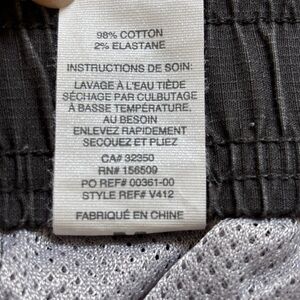 98% COTTON
2% ELASTANE
INSTRUCTIONS DE SOIN:
LAVAGE À L'EAU TIÈDE
SÉCHAGE PAR CULBUTAGE
À BASSE TEMPÉRATURE,
AU BESOIN
ENLEVEZ RAPIDEMENT
SECOUEZ ET PLIEZ
CA# 32350
RN# 156509
PO REF# 00361-00
STYLE REF# V412
FABRIQUÉ EN CHINE